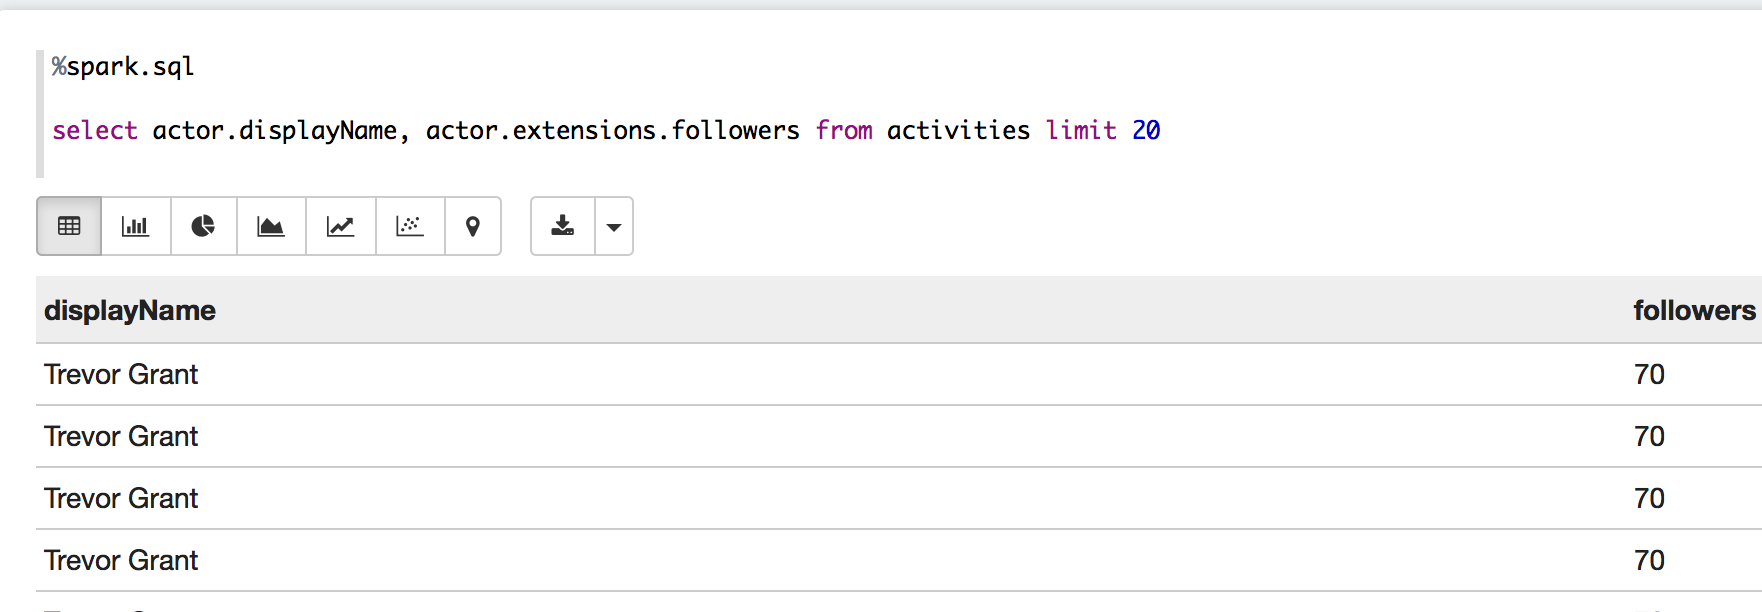 %spark.sql
select actor.displayName, actor.extensions.followers from activities limit 20
displayName followers
Trevor Grant 70
Trevor Grant 70
Trevor Grant 70
Trevor Grant 70